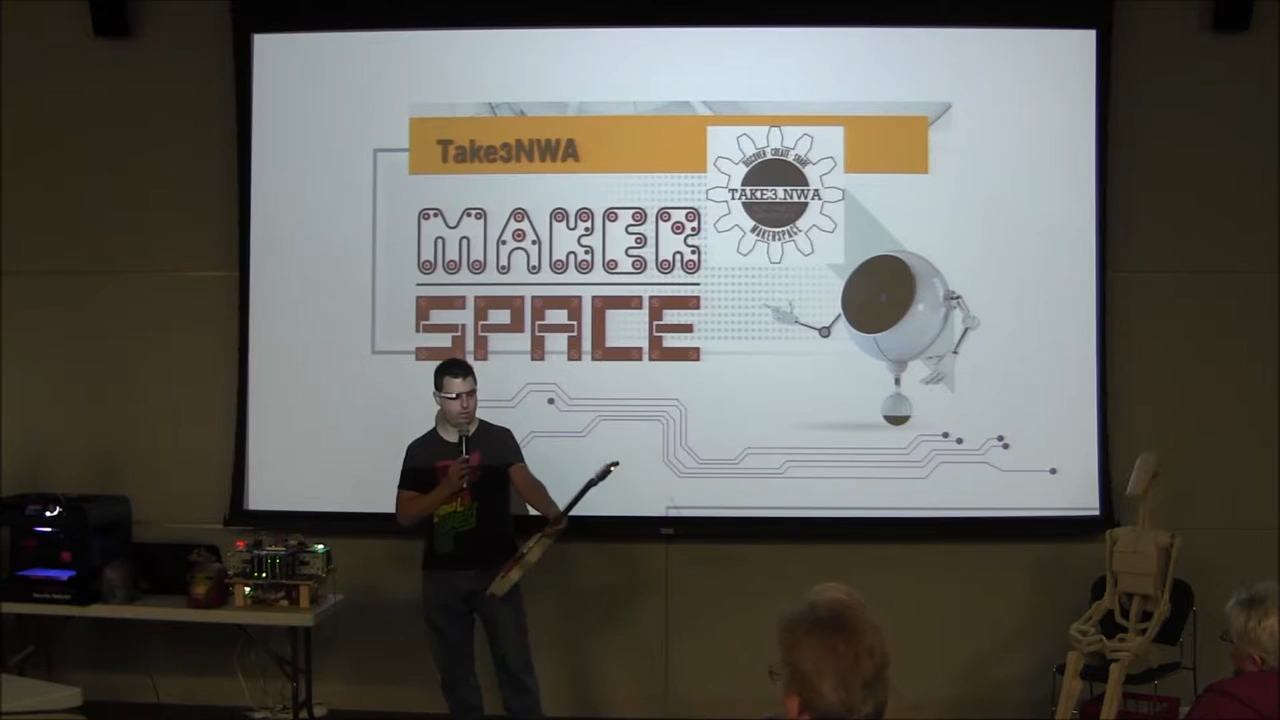 Take3NWA
DISCOVER · CREATE · SHARE
TAKE3.NWA
MAKERSPACE
MAKER
SPACE